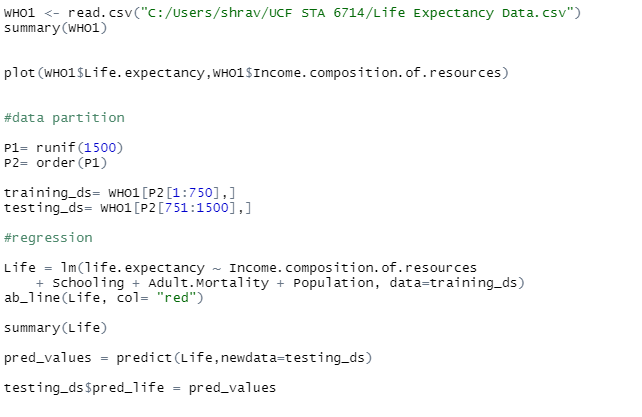 WHO1 <- read.csv("C:/Users/shrav/UCF STA 6714/Life Expectancy Data.csv")
summary(WHO1)
plot(WHO1$Life.expectancy,WHO1$Income.composition.of.resources)
#data partition
P1= runif(1500)
P2= order(P1)
training_ds= WHO1[P2[1:750],]
testing_ds= WHO1[P2[751:1500],]
#regression
Life = lm(life.expectancy ~ Income.composition.of.resources
+ Schooling + Adult.Mortality + Population, data=training_ds)
ab_line(Life, col= "red")
summary(Life)
pred_values = predict(Life,newdata=testing_ds)
testing_ds$pred_life = pred_values